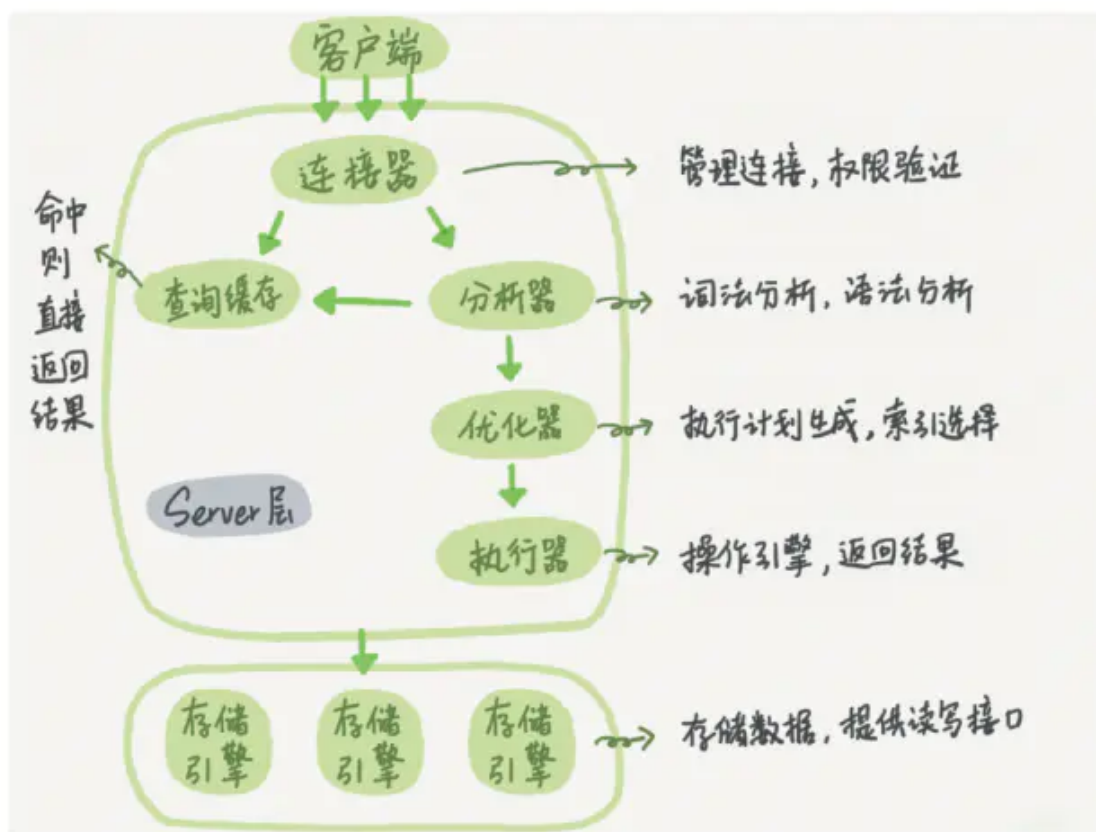 客户端
连接器
管理连接，权限验证
命中
则
直接
返回
结果
查询缓存
分析器
词法分析，语法分析
优化器
执行计划生成，索引选择
Server层
执行器
操作引擎，返回结果
存储
引擎
存储
引擎
存储
引擎
存储数据，提供读写接口